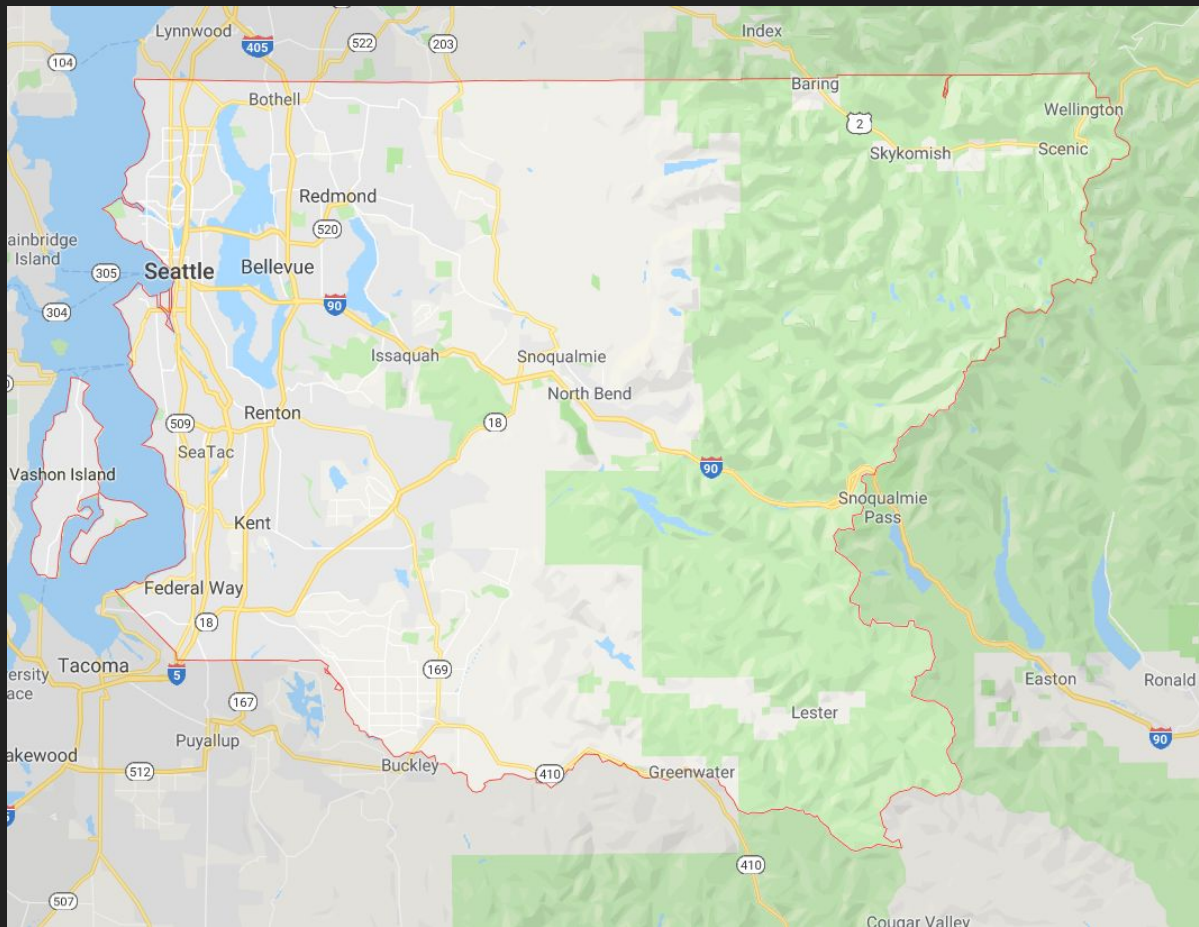 Lynnwood
405
522
203
Index
104
Baring
Bothell
Wellington
2
Skykomish
Scenic
Redmond
520
ainbridge
Island
305
Seattle
Bellevue
90
304
Issaquah
Snoqualmie
North Bend
509
Renton
18
SeaTac
Vashon Island
90
Snoqualmie
Pass
Kent
Federal Way
18
Tacoma
5
169
ersity
ace
167
Easton
Ronald
Lester
Puyallup
90
akewood
512
Buckley
410
Greenwater
410
507
Cougar Valley